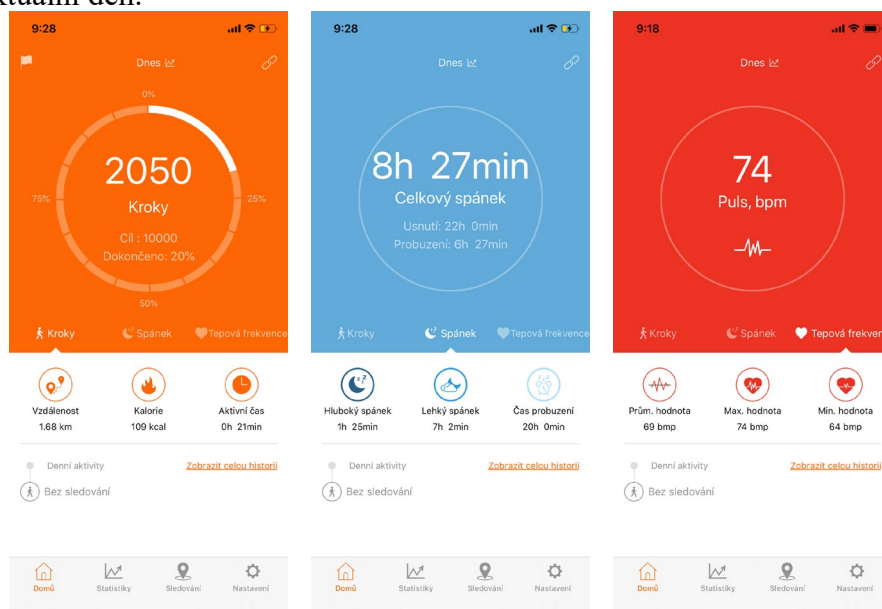 9:28
Dnes
0%
75%
25%
50%
2050
Kroky
Cíl : 10000
Dokončeno: 20%
Kroky
Spánek
Tepová frekvence
Vzdálenost
Kalorie
Aktivní čas
1.68 km
109 kcal
0h 21min
Denní aktivity
Zobrazit celou historii
Bez sledování
Domů
Statistiky
Sledování
Nastavení
9:28
Dnes
8h 27min
Celkový spánek
Usnutí: 22h 0min
Probuzení: 6h 27min
Kroky
Spánek
Tepová frekvence
Hluboký spánek
Lehký spánek
Čas probuzení
1h 25min
7h 2min
20h 0min
Denní aktivity
Zobrazit celou historii
Bez sledování
Domů
Statistiky
Sledování
Nastavení
9:18
Dnes
74
Puls, bpm
Kroky
Spánek
Tepová frekver
Prům. hodnota
Max. hodnota
Min. hodnota
69 bmp
74 bmp
64 bmp
Denní aktivity
Zobrazit celou historii
Bez sledování
Domů
Statistiky
Sledování
Nastavení